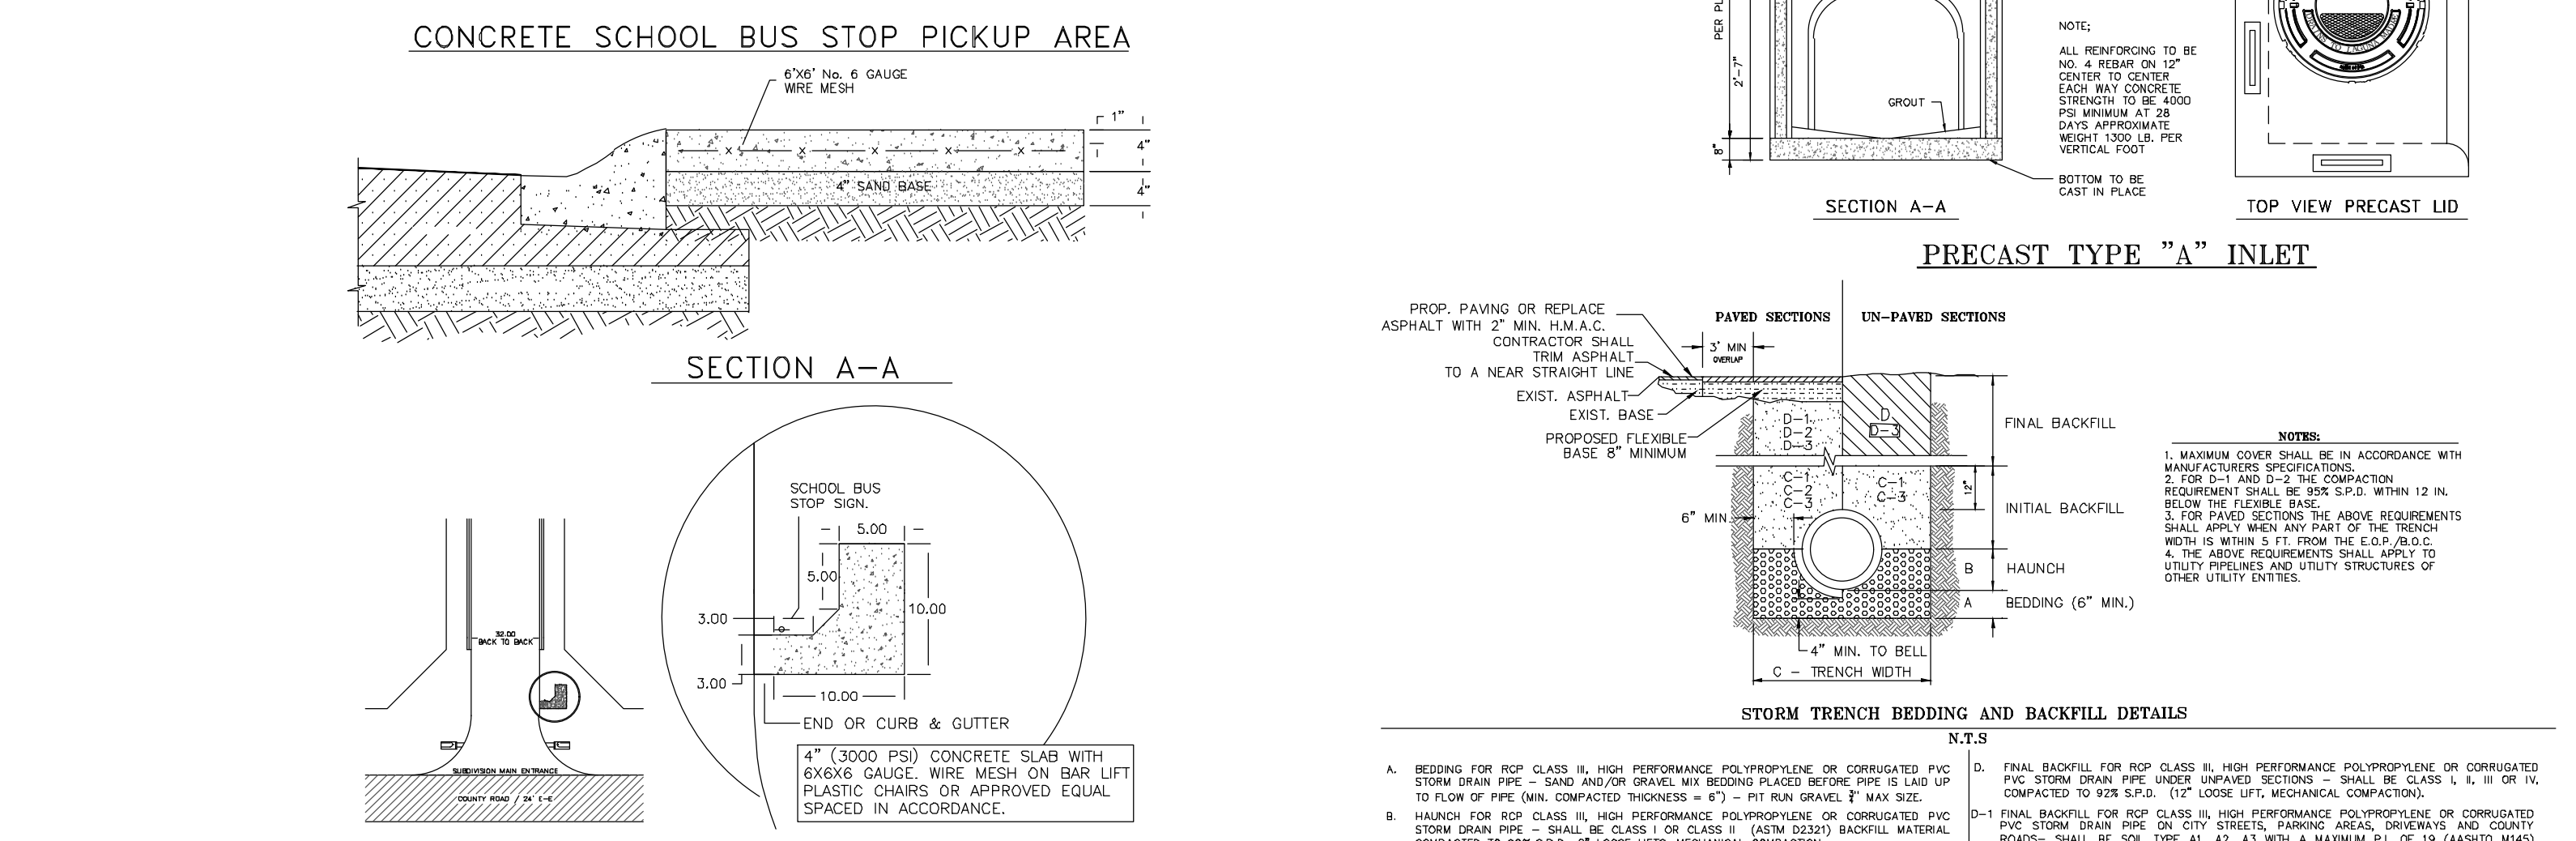 CONCRETE SCHOOL BUS STOP PICKUP AREA
6'X6' No. 6 GAUGE
WIRE MESH
1"
4"
4" SAND BASE
4"
SECTION A-A
SCHOOL BUS
STOP SIGN.
5.00
5.00
10.00
3.00
3.00
10.00
END OR CURB & GUTTER
4" (3000 PSI) CONCRETE SLAB WITH
6X6X6 GAUGE. WIRE MESH ON BAR LIFT
PLASTIC CHAIRS OR APPROVED EQUAL
SPACED IN ACCORDANCE.
32.00
BACK TO BACK
SUBDIVISION MAIN ENTRANCE
COUNTY ROAD / 24' E-E
PER PL
2'-7"
8"
GROUT
NOTE;
ALL REINFORCING TO BE
NO. 4 REBAR ON 12"
CENTER TO CENTER
EACH WAY CONCRETE
STRENGTH TO BE 4000
PSI MINIMUM AT 28
DAYS APPROXIMATE
WEIGHT 1300 LB. PER
VERTICAL FOOT
BOTTOM TO BE
CAST IN PLACE
SECTION A-A
TOP VIEW PRECAST LID
PRECAST TYPE "A" INLET
PROP. PAVING OR REPLACE
ASPHALT WITH 2" MIN. H.M.A.C.
CONTRACTOR SHALL
TRIM ASPHALT
TO A NEAR STRAIGHT LINE
EXIST. ASPHALT
EXIST. BASE
PROPOSED FLEXIBLE
BASE 8" MINIMUM
PAVED SECTIONS
UN-PAVED SECTIONS
3' MIN
OVERLAP
D-1
D-2
D-3
D
D-3
FINAL BACKFILL
C-1
C-2
C-3
C-1
C-3
12"
6" MIN.
INITIAL BACKFILL
B
HAUNCH
A
BEDDING (6" MIN.)
4" MIN. TO BELL
C - TRENCH WIDTH
NOTES:
1. MAXIMUM COVER SHALL BE IN ACCORDANCE WITH
MANUFACTURERS SPECIFICATIONS.
2. FOR D-1 AND D-2 THE COMPACTION
REQUIREMENT SHALL BE 95% S.P.D. WITHIN 12 IN.
BELOW THE FLEXIBLE BASE.
3. FOR PAVED SECTIONS THE ABOVE REQUIREMENTS
SHALL APPLY WHEN ANY PART OF THE TRENCH
WIDTH IS WITHIN 5 FT. FROM THE E.O.P./B.O.C.
4. THE ABOVE REQUIREMENTS SHALL APPLY TO
UTILITY PIPELINES AND UTILITY STRUCTURES OF
OTHER UTILITY ENTITIES.
STORM TRENCH BEDDING AND BACKFILL DETAILS
N.T.S
A. BEDDING FOR RCP CLASS III, HIGH PERFORMANCE POLYPROPYLENE OR CORRUGATED PVC
STORM DRAIN PIPE - SAND AND/OR GRAVEL MIX BEDDING PLACED BEFORE PIPE IS LAID UP
TO FLOW OF PIPE (MIN. COMPACTED THICKNESS = 6") - PIT RUN GRAVEL ¾" MAX SIZE.
B. HAUNCH FOR RCP CLASS III, HIGH PERFORMANCE POLYPROPYLENE OR CORRUGATED PVC
STORM DRAIN PIPE - SHALL BE CLASS I OR CLASS II (ASTM D2321) BACKFILL MATERIAL
D. FINAL BACKFILL FOR RCP CLASS III, HIGH PERFORMANCE POLYPROPYLENE OR CORRUGATED
PVC STORM DRAIN PIPE UNDER UNPAVED SECTIONS - SHALL BE CLASS I, II, III OR IV,
COMPACTED TO 92% S.P.D. (12" LOOSE LIFT, MECHANICAL COMPACTION).
D-1 FINAL BACKFILL FOR RCP CLASS III, HIGH PERFORMANCE POLYPROPYLENE OR CORRUGATED
PVC STORM DRAIN PIPE ON CITY STREETS, PARKING AREAS, DRIVEWAYS AND COUNTY
ROADS- SHALL BE SOIL TYPE A1, A2, A3 WITH A MAXIMUM P.I. OF 19 (AASHTO M145)